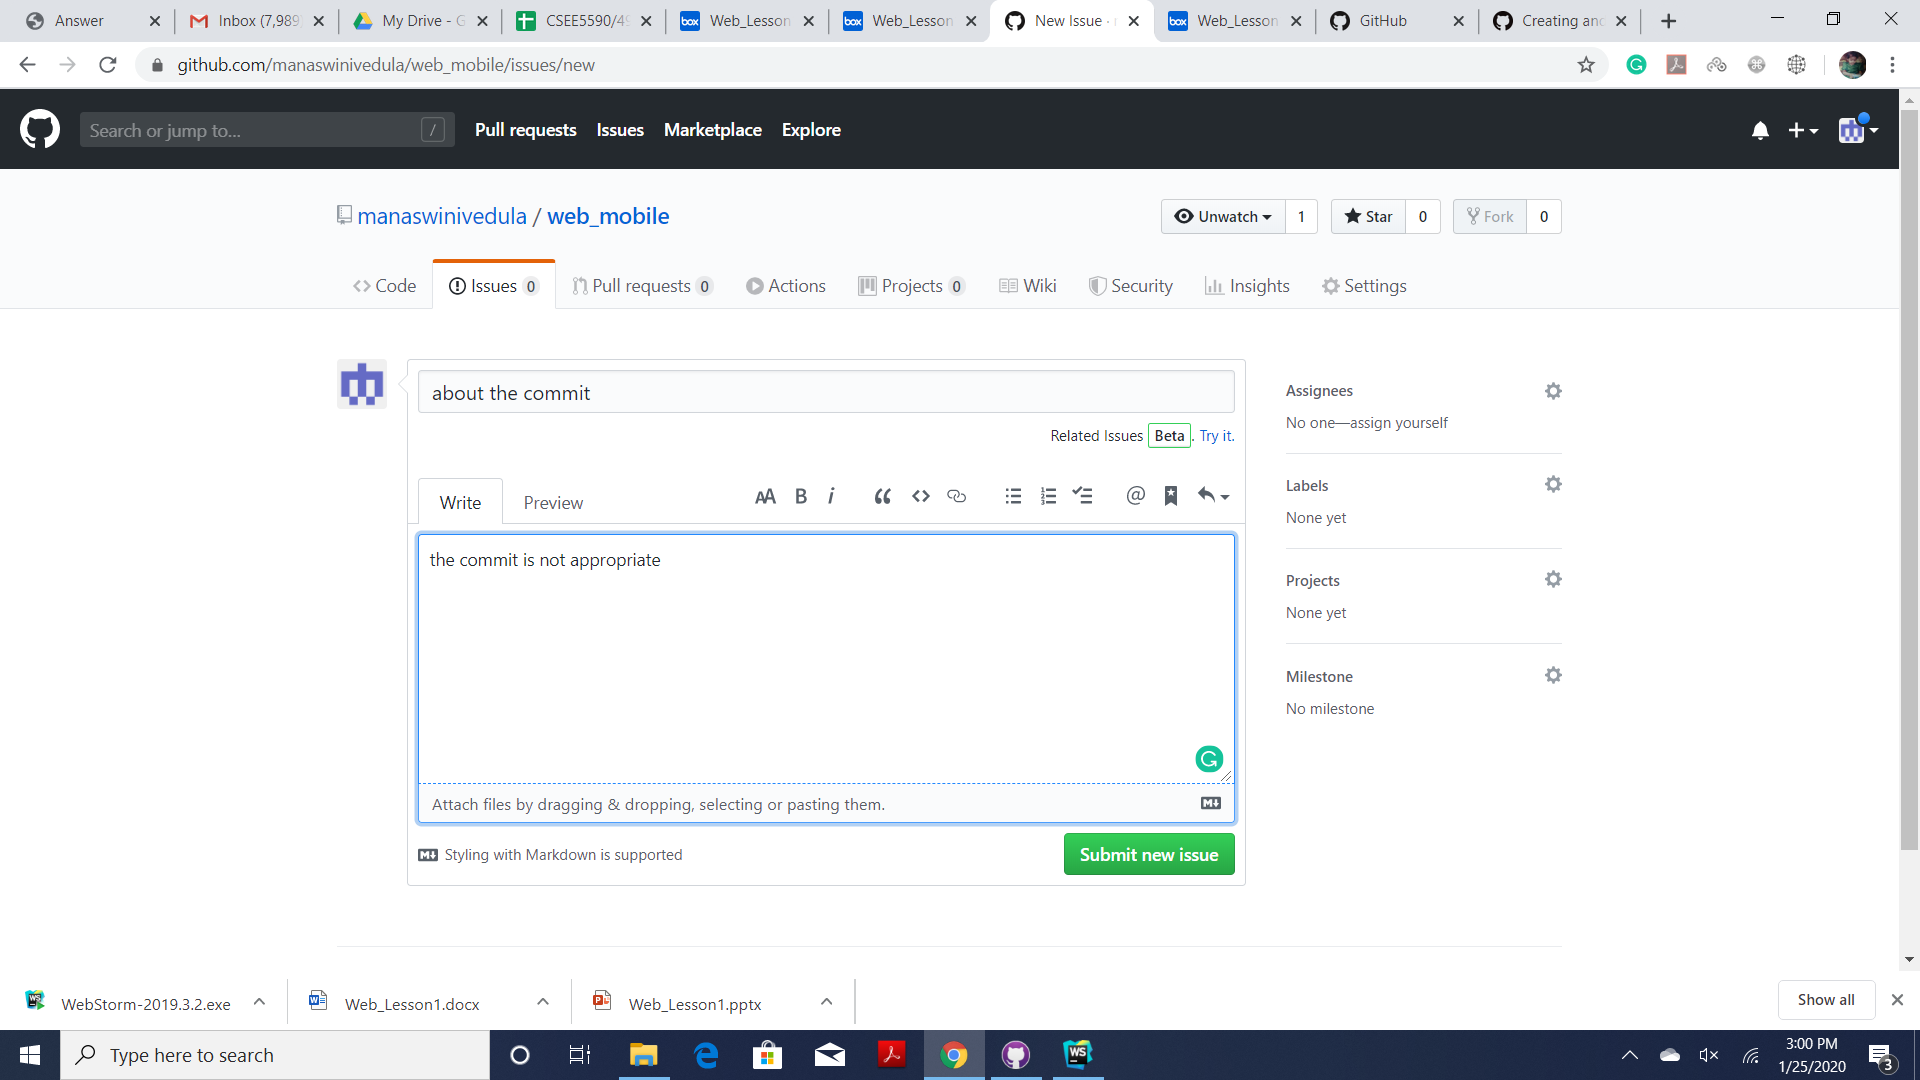 Answer
Inbox (7,989
My Drive - G
CSEE5590/49
Web_Lesson
Web_Lesson
New Issue ·
Web_Lesson
GitHub
Creating an
github.com/manaswinivedula/web_mobile/issues/new
Search or jump to...
/
Pull requests
Issues
Marketplace
Explore
manaswinivedula / web_mobile
Unwatch
1
Star
0
Fork
0
Code
Issues 0
Pull requests 0
Actions
Projects 0
Wiki
Security
Insights
Settings
about the commit
Related Issues Beta. Try it.
Write
Preview
the commit is not appropriate
Attach files by dragging & dropping, selecting or pasting them.
Styling with Markdown is supported
Submit new issue
Assignees
No one—assign yourself
Labels
None yet
Projects
None yet
Milestone
No milestone
WebStorm-2019.3.2.exe
Web_Lesson1.docx
Web_Lesson1.pptx
Show all
Type here to search
3:00 PM
1/25/2020
3